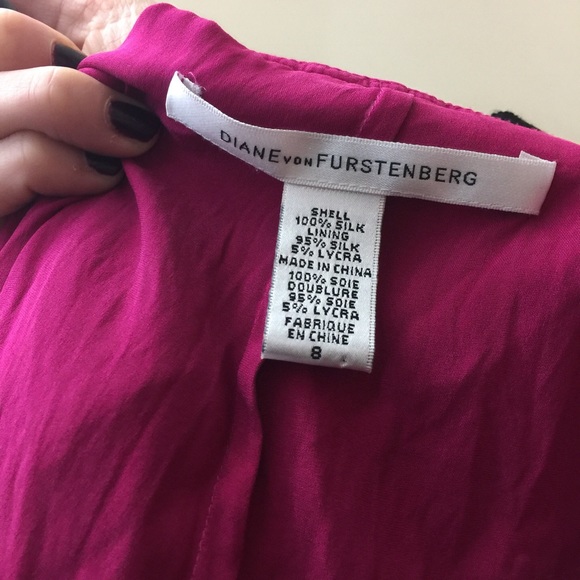 DIANE VON FURSTENBERG
SHELL
100% SILK
LINING
95% SILK
5% LYCRA
MADE IN CHINA
100% SOIE
DOUBLURE
95% SOIE
5% LYCRA
FABRIQUE
EN CHINE
8